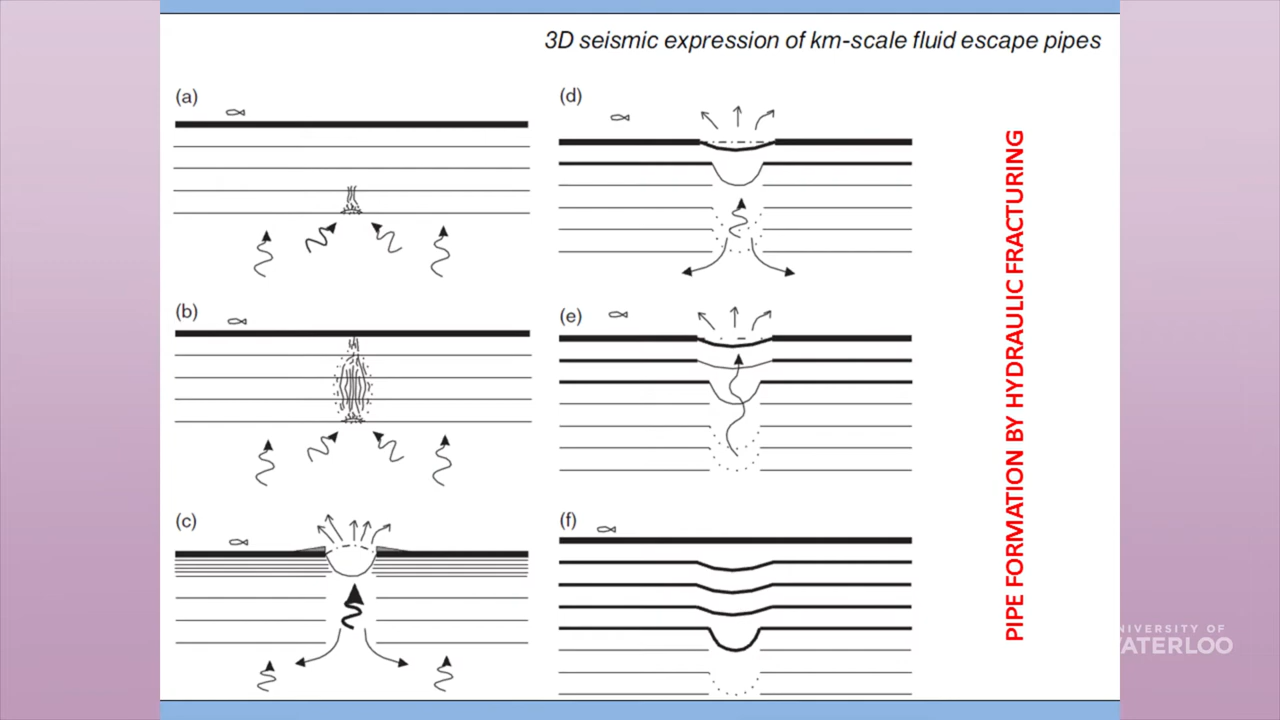 3D seismic expression of km-scale fluid escape pipes
(a)
(b)
(c)
(d)
(e)
(f)
PIPE FORMATION BY HYDRAULIC FRACTURING
UNIVERSITY OF
WATERLOO